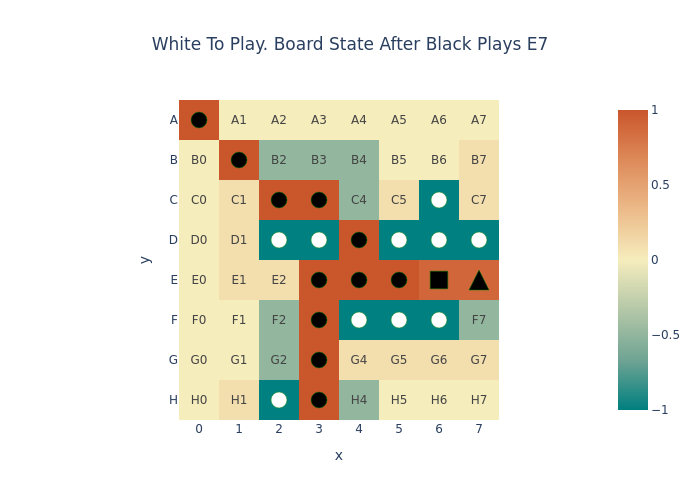 White To Play. Board State After Black Plays E7
A A1 A2 A3 A4 A5 A6 A7
B B0 B2 B3 B4 B5 B6 B7
C C0 C1 C4 C5 C7
D D0 D1
E E0 E1 E2
F F0 F1 F2 F7
G G0 G1 G2 G4 G5 G6 G7
H H0 H1 H4 H5 H6 H7
0 1 2 3 4 5 6 7
x
y
1
0.5
0
−0.5
−1